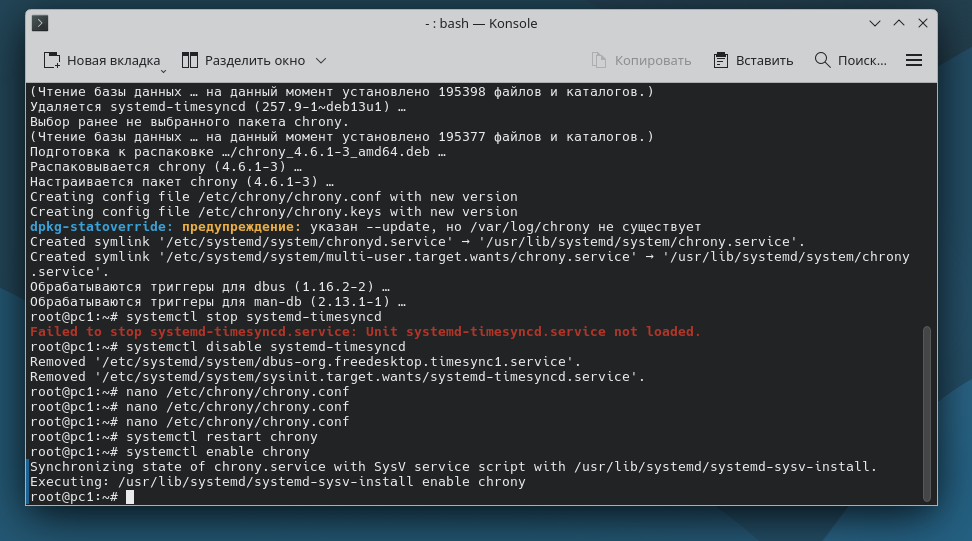 - : bash — Konsole
Новая вкладка
Разделить окно
Копировать
Вставить
Поиск...
(Чтение базы данных … на данный момент установлено 195398 файлов и каталогов.)
Удаляется systemd-timesyncd (257.9-1~deb13u1) …
Выбор ранее не выбранного пакета chrony.
(Чтение базы данных … на данный момент установлено 195377 файлов и каталогов.)
Подготовка к распаковке …/chrony_4.6.1-3_amd64.deb …
Распаковывается chrony (4.6.1-3) …
Настраивается пакет chrony (4.6.1-3) …
Creating config file /etc/chrony/chrony.conf with new version
Creating config file /etc/chrony/chrony.keys with new version
dpkg-statoverride: предупреждение: указан --update, но /var/log/chrony не существует
Created symlink '/etc/systemd/system/chronyd.service' → '/usr/lib/systemd/system/chrony.service'.
Created symlink '/etc/systemd/system/multi-user.target.wants/chrony.service' → '/usr/lib/systemd/system/chrony
.service'.
Обрабатываются триггеры для dbus (1.16.2-2) …
Обрабатываются триггеры для man-db (2.13.1-1) …
root@pc1:~# systemctl stop systemd-timesyncd
Failed to stop systemd-timesyncd.service: Unit systemd-timesyncd.service not loaded.
root@pc1:~# systemctl disable systemd-timesyncd
Removed '/etc/systemd/system/dbus-org.freedesktop.timesync1.service'.
Removed '/etc/systemd/system/sysinit.target.wants/systemd-timesyncd.service'.
root@pc1:~# nano /etc/chrony/chrony.conf
root@pc1:~# nano /etc/chrony/chrony.conf
root@pc1:~# nano /etc/chrony/chrony.conf
root@pc1:~# systemctl restart chrony
root@pc1:~# systemctl enable chrony
Synchronizing state of chrony.service with SysV service script with /usr/lib/systemd/systemd-sysv-install.
Executing: /usr/lib/systemd/systemd-sysv-install enable chrony
root@pc1:~#